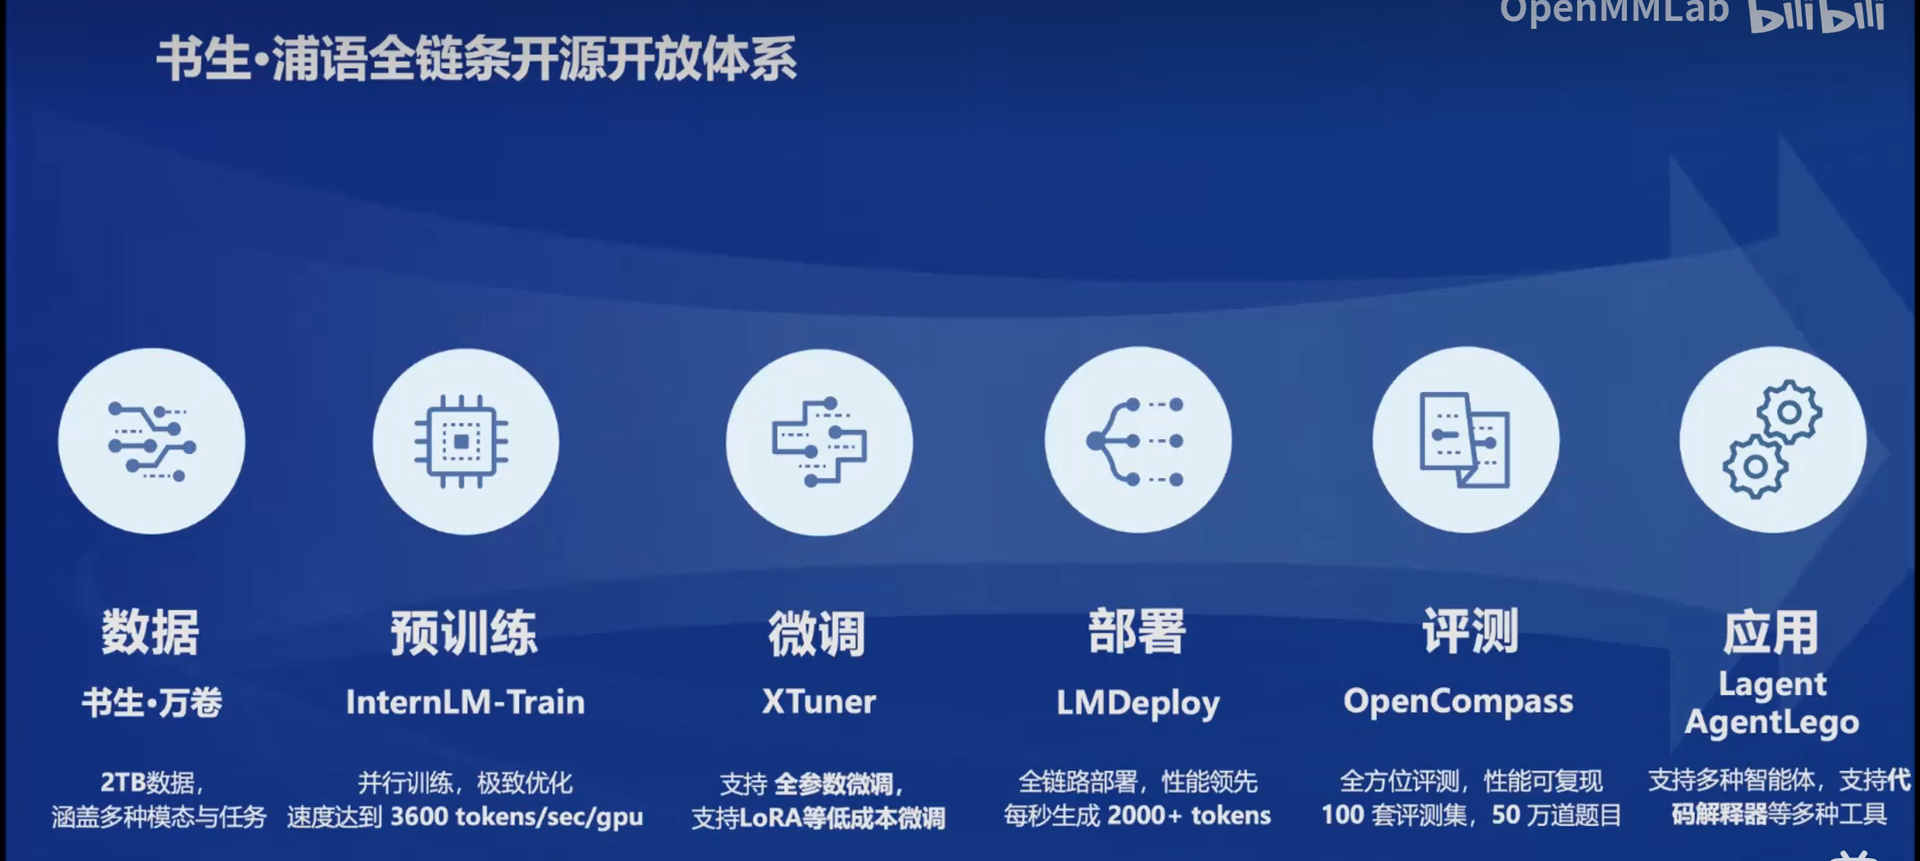 OpenMMLab bilibili
书生·浦语全链条开源开放体系
数据
书生·万卷
2TB数据，
涵盖多种模态与任务
预训练
InternLM-Train
并行训练，极致优化
速度达到 3600 tokens/sec/gpu
微调
XTuner
支持 全参数微调，
支持LoRA等低成本微调
部署
LMDeploy
全链路部署，性能领先
每秒生成 2000+ tokens
评测
OpenCompass
全方位评测，性能可复现
100 套评测集，50 万道题目
应用
Lagent
AgentLego
支持多种智能体，支持代
码解释器等多种工具